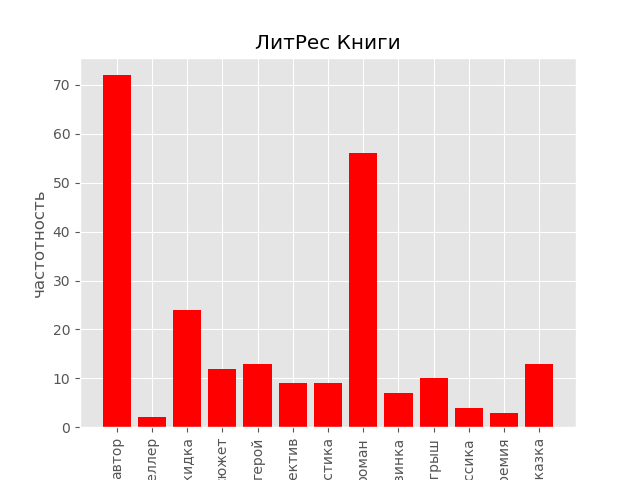 ЛитРес Книги
частотность
70
60
50
40
30
20
10
0
автор
еллер
кидка
южет
герой
ектив
стика
роман
винка
грыш
ссика
ремия
казка